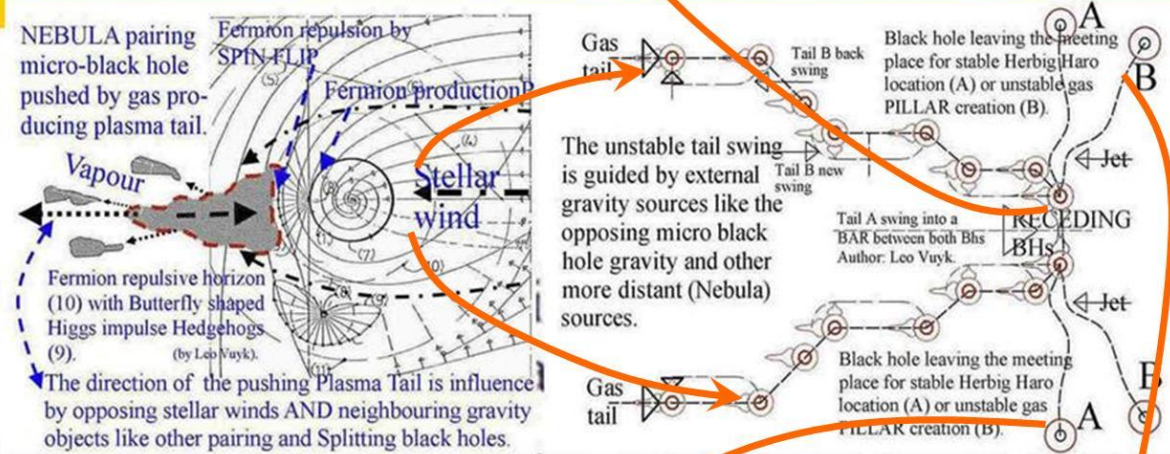 NEBULA pairing
micro-black hole
pushed by gas pro-
ducing plasma tail.
Fermion repulsion by
SPIN-FLIP
Fermion production
Vapour
Stellar
wind
(5)
(4)
(7)
(1)
(9)
Fermion repulsive horizon
(10) with Butterfly shaped
Higgs impulse Hedgehogs
(9). (by Leo Vuyk).
The direction of the pushing Plasma Tail is influence
by opposing stellar winds AND neighbouring gravity
objects like other pairing and Splitting black holes.
Gas
tail
Tail B back
swing
Black hole leaving the meeting
place for stable Herbig Haro
location (A) or unstable gas
PILLAR creation (B).
A
B
The unstable tail swing
is guided by external
gravity sources like the
opposing micro black
hole gravity and other
more distant (Nebula)
sources.
Tail B new
swing
Jet
Tail A swing into a
BAR between both Bhs
Author: Leo Vuyk.
RECEDING
BHs
Jet
Gas
tail
Black hole leaving the meeting
place for stable Herbig Haro
location (A) or unstable gas
PILLAR creation (B).
A
B